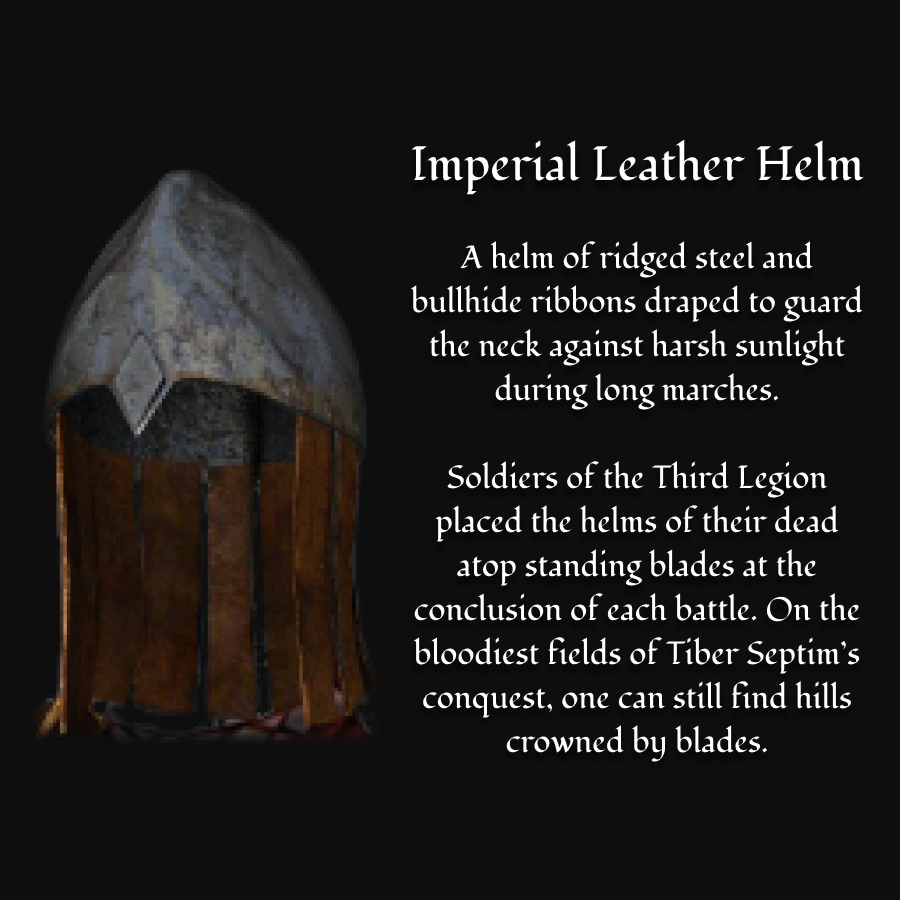 Imperial Leather Helm
A helm of ridged steel and
bullhide ribbons draped to guard
the neck against harsh sunlight
during long marches.
Soldiers of the Third Legion
placed the helms of their dead
atop standing blades at the
conclusion of each battle. On the
bloodiest fields of Tiber Septim's
conquest, one can still find hills
crowned by blades.